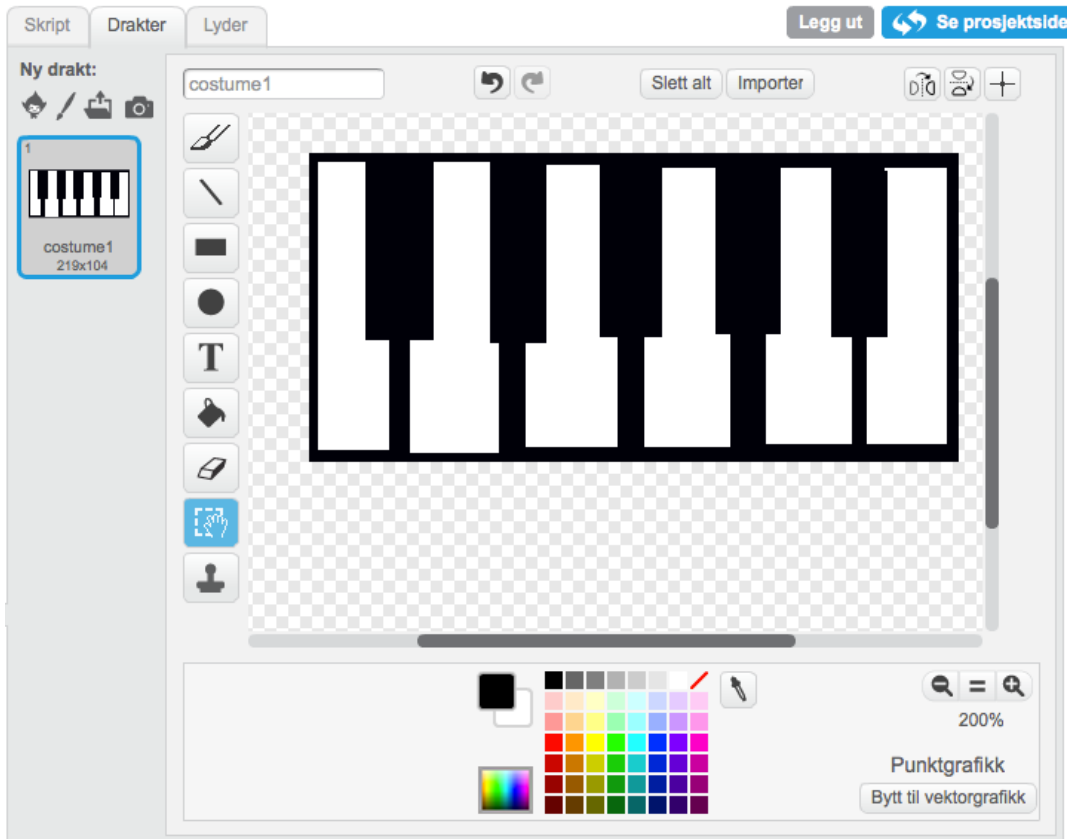 Skript
Drakter
Lyder
Legg ut
Se prosjektside
Ny drakt:
1
costume1
219x104
costume1
Slett alt
Importer
T
200%
Punktgrafikk
Bytt til vektorgrafikk